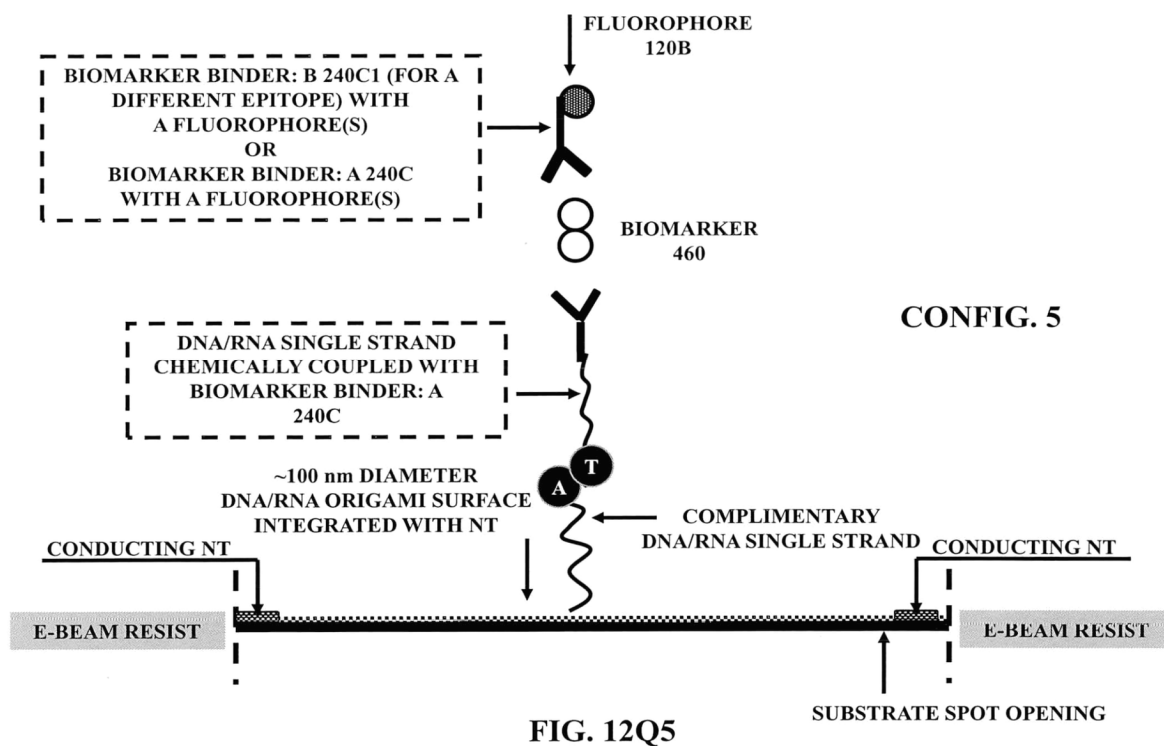 FLUOROPHORE
120B
BIOMARKER BINDER: B 240C1 (FOR A
DIFFERENT EPITOPE) WITH
A FLUOROPHORE(S)
OR
BIOMARKER BINDER: A 240C
WITH A FLUOROPHORE(S)
BIOMARKER
460
CONFIG. 5
DNA/RNA SINGLE STRAND
CHEMICALLY COUPLED WITH
BIOMARKER BINDER: A
240C
T
A
~100 nm DIAMETER
DNA/RNA ORIGAMI SURFACE
INTEGRATED WITH NT
COMPLIMENTARY
DNA/RNA SINGLE STRAND
CONDUCTING NT
CONDUCTING NT
E-BEAM RESIST
E-BEAM RESIST
SUBSTRATE SPOT OPENING
FIG. 12Q5